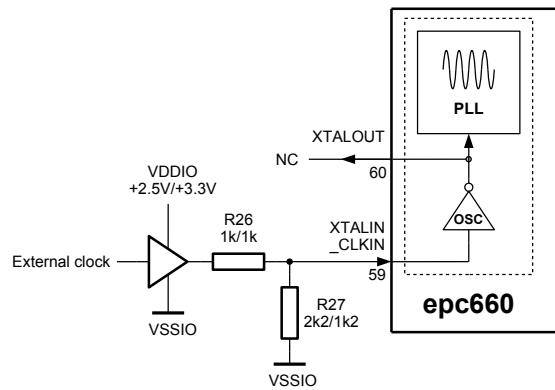 PLL
XTALOUT
NC
60
VDDIO
+2.5V/+3.3V
R26
1k/1k
XTALIN
_CLKIN
OSC
External clock
59
R27
2k2/1k2
epc660
VSSIO
VSSIO